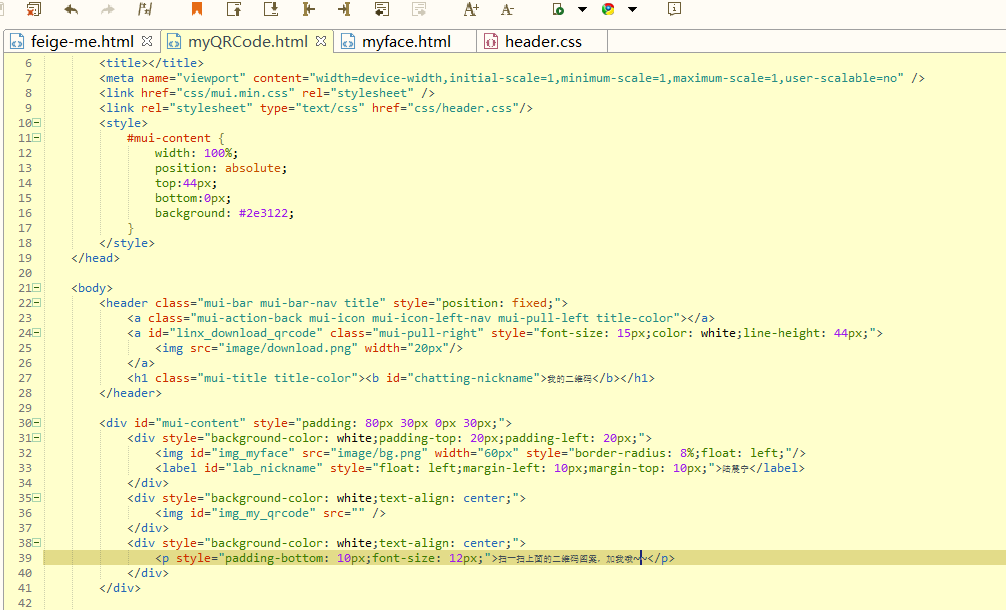 feige-me.html
myQRCode.html
myface.html
header.css
6 <title></title>
7 <meta name="viewport" content="width=device-width,initial-scale=1,minimum-scale=1,maximum-scale=1,user-scalable=no" />
8 <link href="css/mui.min.css" rel="stylesheet" />
9 <link rel="stylesheet" type="text/css" href="css/header.css"/>
10 <style>
11 #mui-content {
12 width: 100%;
13 position: absolute;
14 top:44px;
15 bottom:0px;
16 background: #2e3122;
17 }
18 </style>
19 </head>
20
21 <body>
22 <header class="mui-bar mui-bar-nav title" style="position: fixed;">
23 <a class="mui-action-back mui-icon mui-icon-left-nav mui-pull-left title-color"></a>
24 <a id="linx_download_qrcode" class="mui-pull-right" style="font-size: 15px;color: white;line-height: 44px;">
25 <img src="image/download.png" width="20px"/>
26 </a>
27 <h1 class="mui-title title-color"><b id="chatting-nickname">我的二维码</b></h1>
28 </header>
29
30 <div id="mui-content" style="padding: 80px 30px 0px 30px;">
31 <div style="background-color: white;padding-top: 20px;padding-left: 20px;">
32 <img id="img_myface" src="image/bg.png" width="60px" style="border-radius: 8%;float: left;"/>
33 <label id="lab_nickname" style="float: left;margin-left: 10px;margin-top: 10px;"></label>
34 </div>
35 <div style="background-color: white;text-align: center;">
36 <img id="img_my_qrcode" src="" />
37 </div>
38 <div style="background-color: white;text-align: center;">
39 <p style="padding-bottom: 10px;font-size: 12px;">扫一扫上面的二维码图案，加我哦~~</p>
40 </div>
41 </div>
42